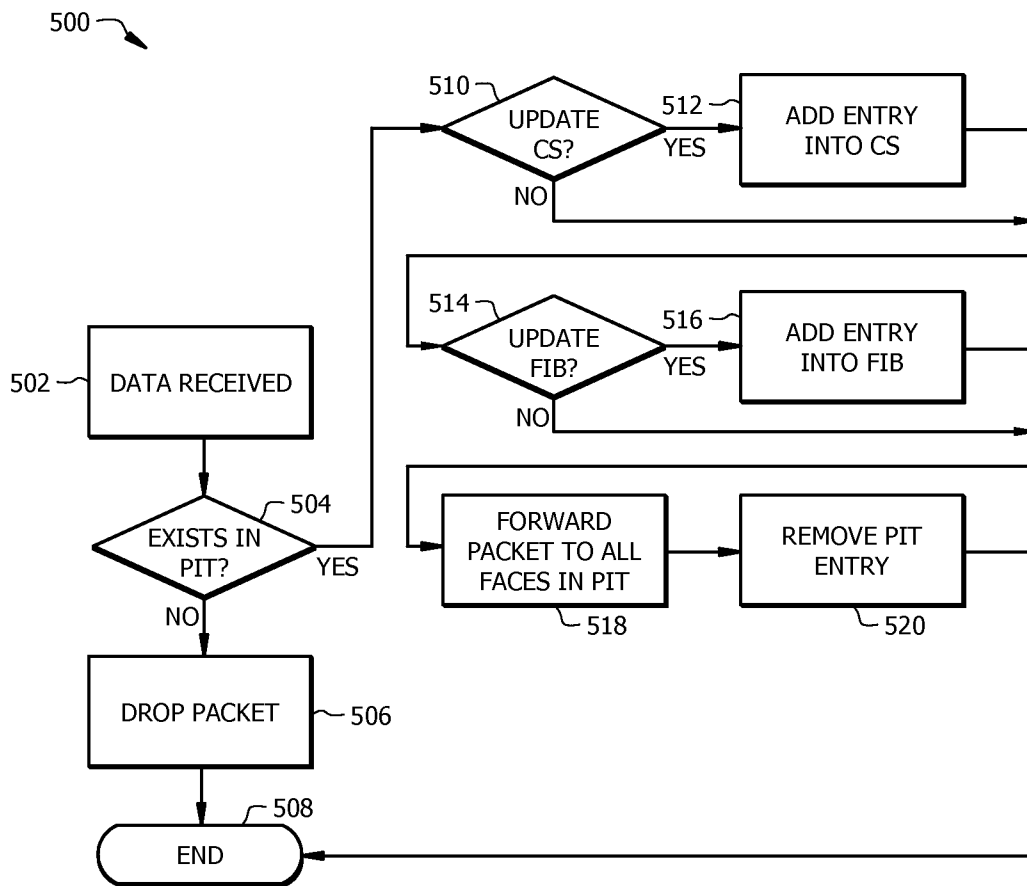 500
510
UPDATE
CS?
YES
NO
512
ADD ENTRY
INTO CS
514
UPDATE
FIB?
YES
NO
516
ADD ENTRY
INTO FIB
502
DATA RECEIVED
504
EXISTS IN
PIT?
YES
NO
FORWARD
PACKET TO ALL
FACES IN PIT
518
REMOVE PIT
ENTRY
520
DROP PACKET
506
508
END